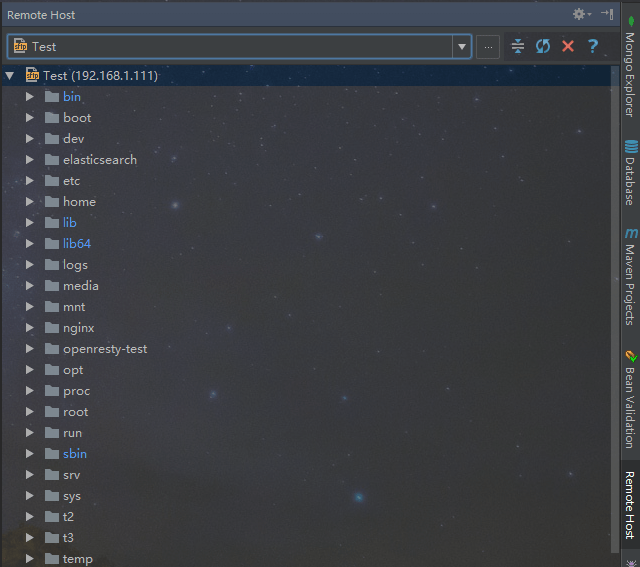 Remote Host
Test
...
?
Test (192.168.1.111)
bin
boot
dev
elasticsearch
etc
home
lib
lib64
logs
media
mnt
nginx
openresty-test
opt
proc
root
run
sbin
srv
sys
t2
t3
temp
Mongo Explorer
Database
m Maven Projects
Bean Validation
Remote Host